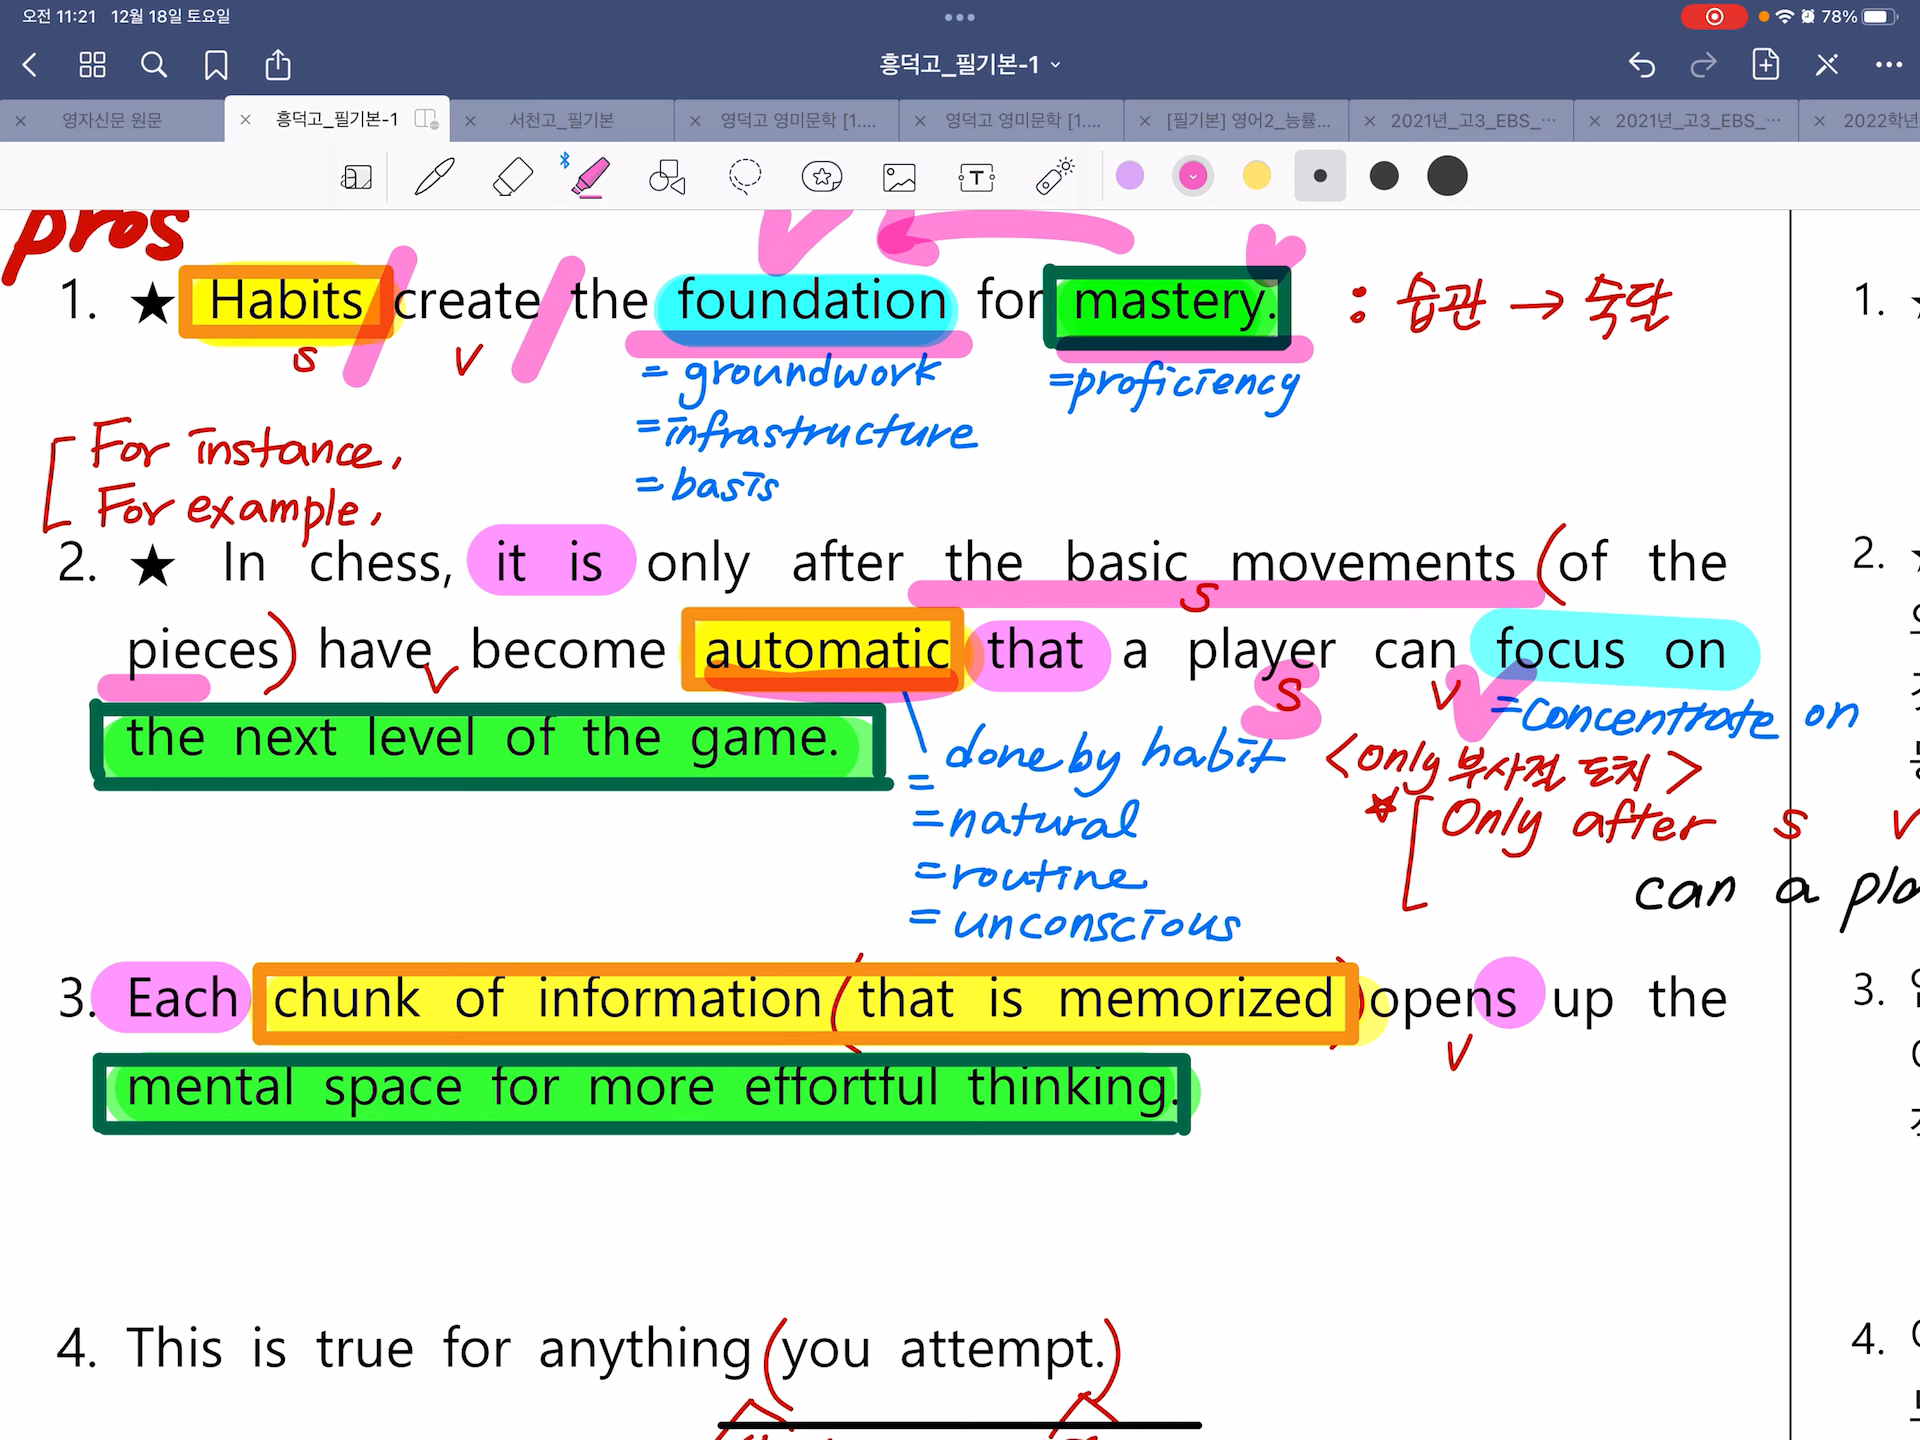 오전 11:21 12월 18일 토요일
78%
흥덕고_필기본-1
영자신문 원문
흥덕고_필기본-1
서천고_필기본
영덕고 영미문학 [1....
영덕고 영미문학 [1....
[필기본] 영어2_능률...
2021년_고3_EBS_...
2021년_고3_EBS_...
2022학년
pros
1. ★ Habits create the foundation for mastery. : 습관 → 숙달
s v
= groundwork
= proficiency
= infrastructure
= basis
For instance,
For example,
2. ★ In chess, it is only after the basic movements (of the
s
pieces) have become automatic that a player can focus on
v s v
= concentrate on
the next level of the game.
= done by habit
= natural
= routine
= unconscious
<only 부사절 도치>
Only after s v
can a pla
3. Each chunk of information (that is memorized) opens up the
v
mental space for more effortful thinking.
4. This is true for anything (you attempt.)
1.
2.
3.
4.